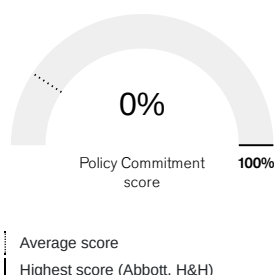 0%
Policy Commitment
score
100%
Average score
Highest score (Abbott, H&H)